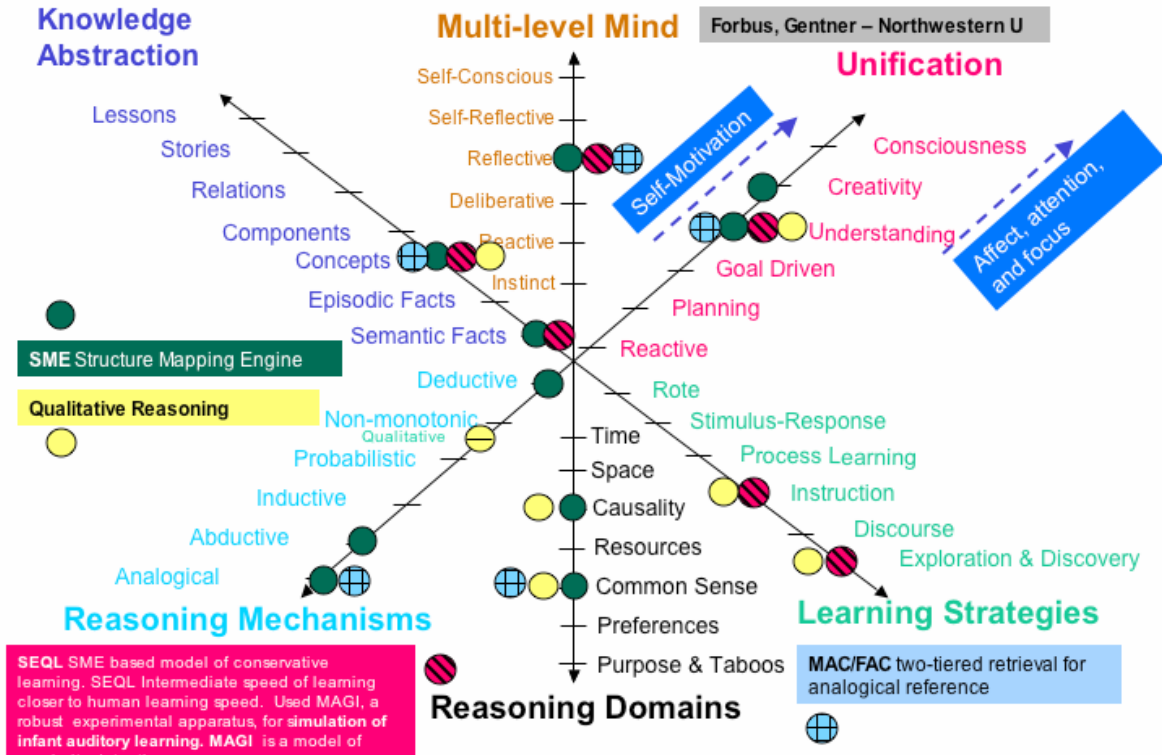 Knowledge
Abstraction
Multi-level Mind
Forbus, Gentner – Northwestern U
Unification
Self-Conscious
Self-Reflective
Reflective
Deliberative
Reactive
Instinct
Lessons
Stories
Relations
Components
Concepts
Episodic Facts
Semantic Facts
Self-Motivation
Consciousness
Creativity
Understanding
Goal Driven
Planning
Reactive
Affect, attention,
and focus
SME Structure Mapping Engine
Qualitative Reasoning
Deductive
Non-monotonic
Qualitative
Probabilistic
Inductive
Abductive
Analogical
Reasoning Mechanisms
Time
Space
Causality
Resources
Common Sense
Preferences
Purpose & Taboos
Reasoning Domains
Rote
Stimulus-Response
Process Learning
Instruction
Discourse
Exploration & Discovery
Learning Strategies
SEQL SME based model of conservative
learning. SEQL Intermediate speed of learning
closer to human learning speed. Used MAGI, a
robust experimental apparatus, for simulation of
infant auditory learning. MAGI is a model of
MAC/FAC two-tiered retrieval for
analogical reference